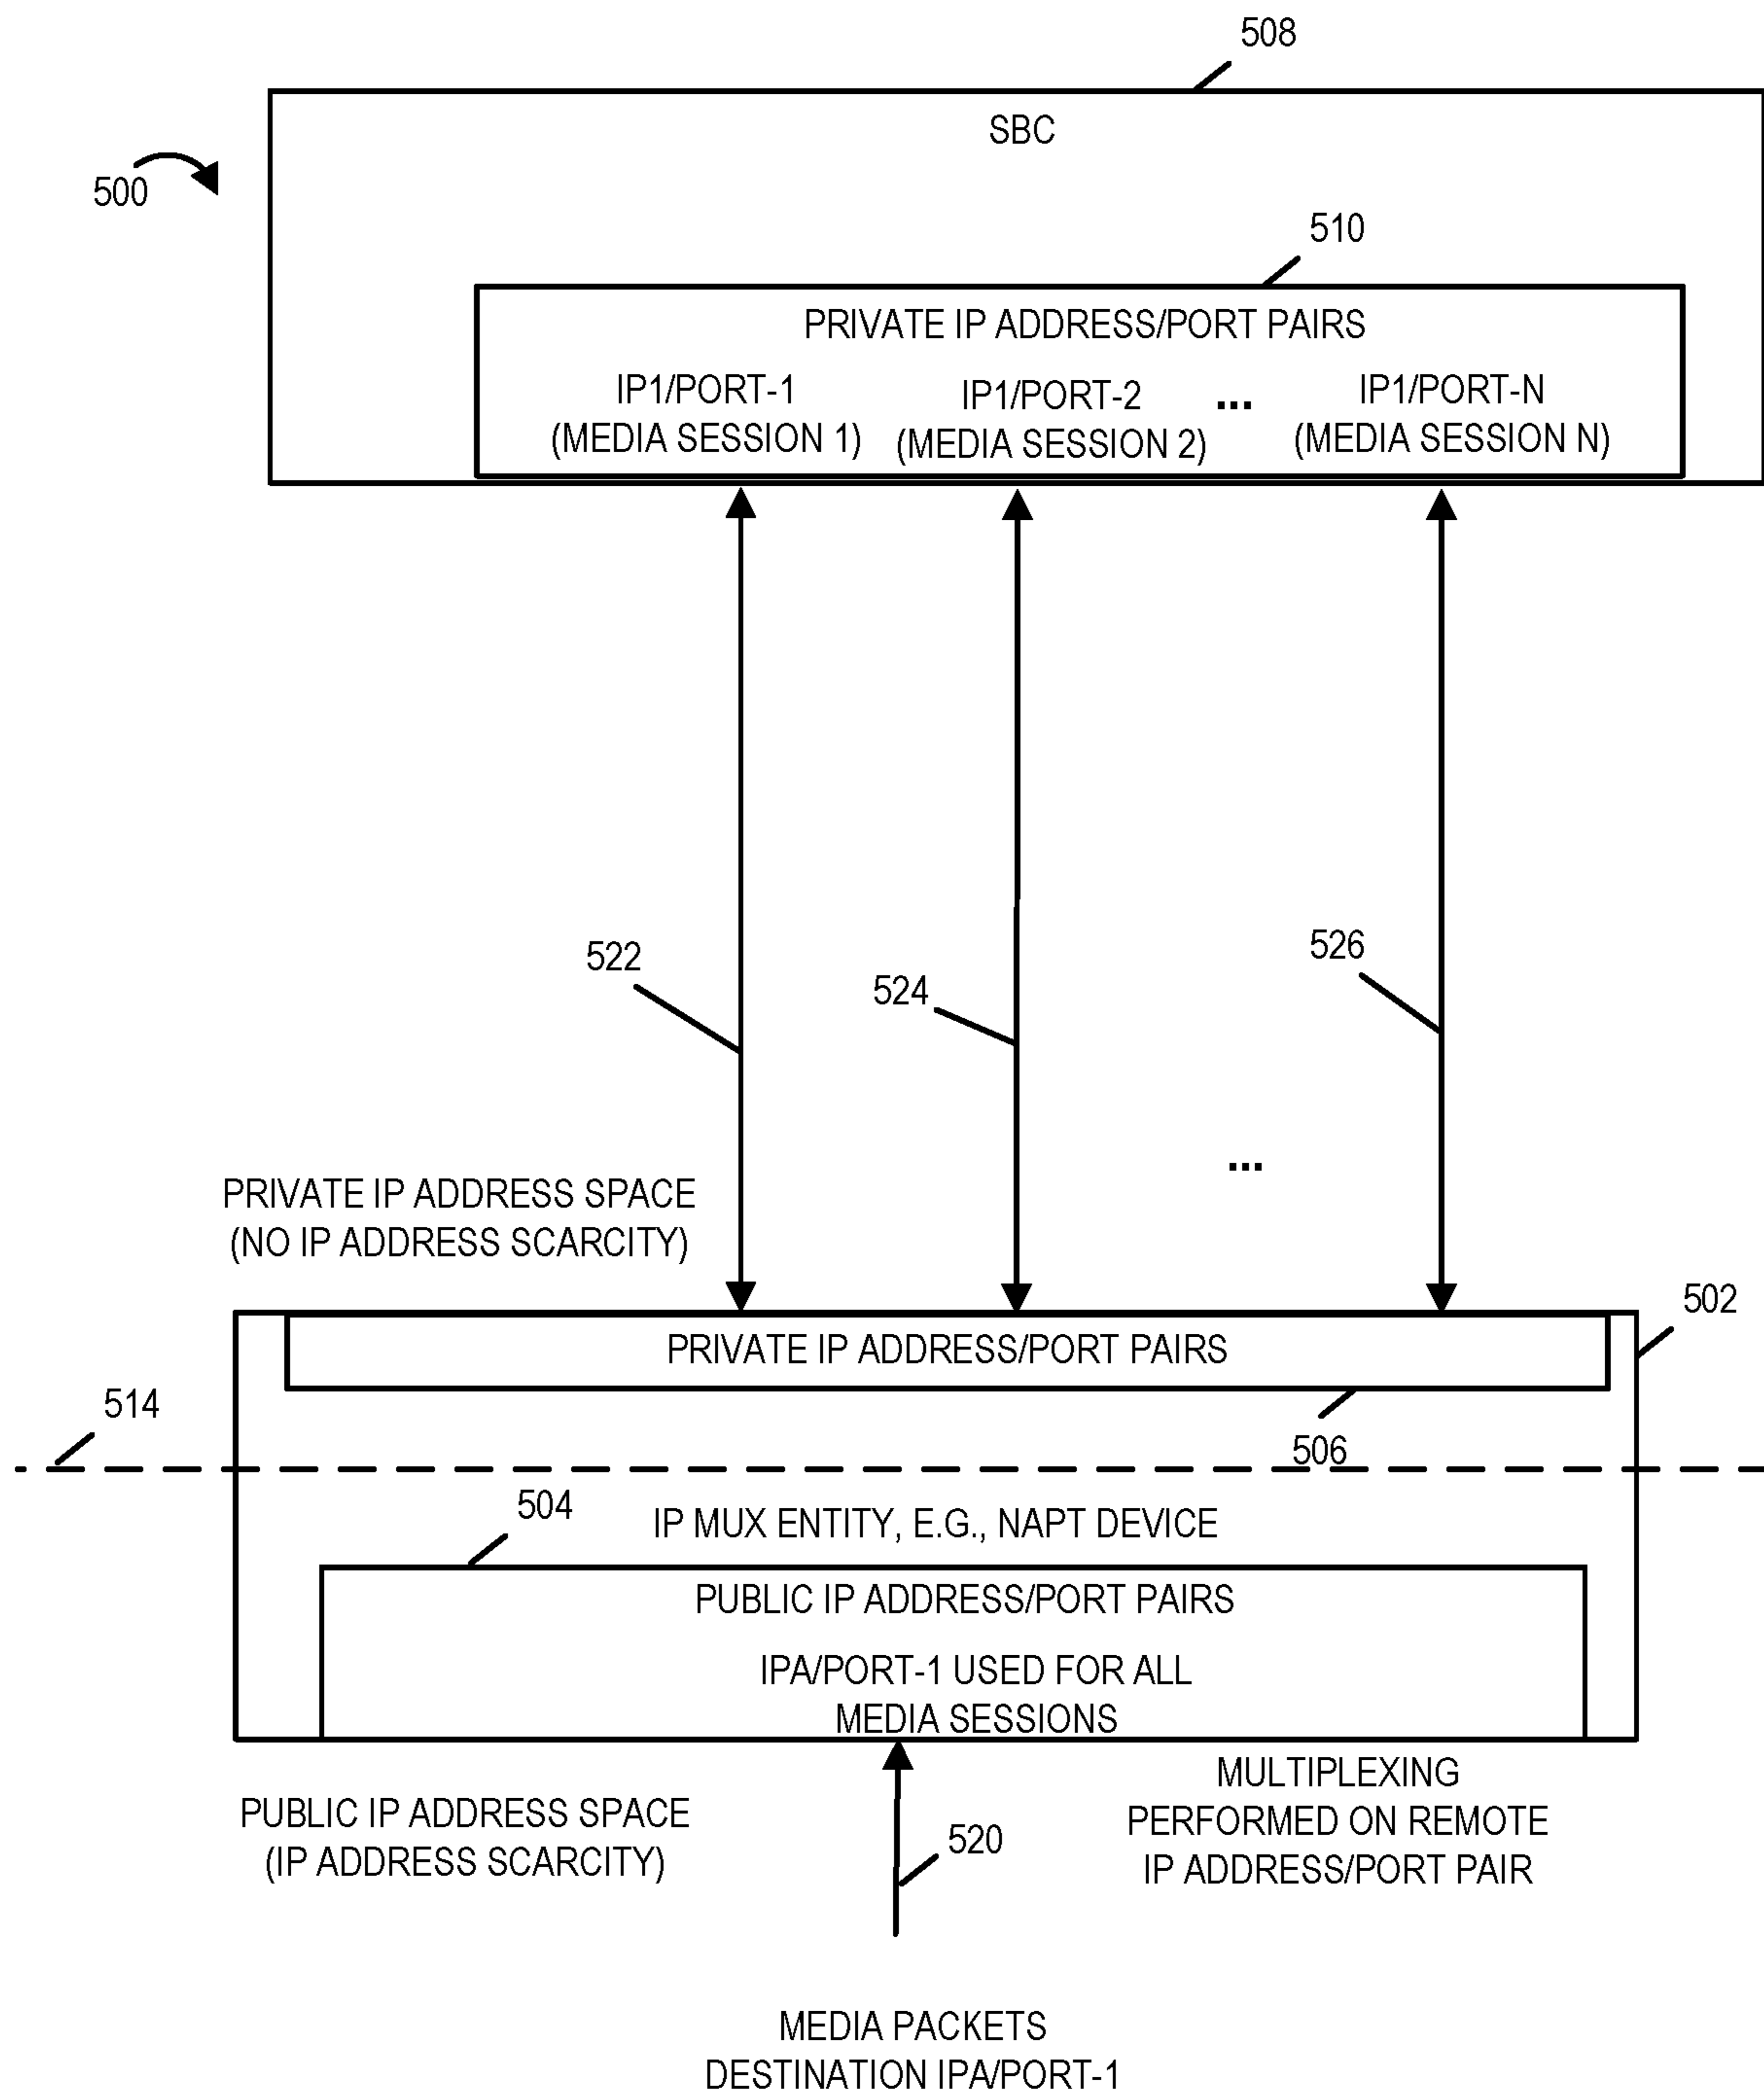 508
SBC
500
510
PRIVATE IP ADDRESS/PORT PAIRS
IP1/PORT-1
(MEDIA SESSION 1)
IP1/PORT-2
(MEDIA SESSION 2)
...
IP1/PORT-N
(MEDIA SESSION N)
522
524
526
...
PRIVATE IP ADDRESS SPACE
(NO IP ADDRESS SCARCITY)
502
PRIVATE IP ADDRESS/PORT PAIRS
514
506
504
IP MUX ENTITY, E.G., NAPT DEVICE
PUBLIC IP ADDRESS/PORT PAIRS
IPA/PORT-1 USED FOR ALL
MEDIA SESSIONS
PUBLIC IP ADDRESS SPACE
(IP ADDRESS SCARCITY)
520
MULTIPLEXING
PERFORMED ON REMOTE
IP ADDRESS/PORT PAIR
MEDIA PACKETS
DESTINATION IPA/PORT-1